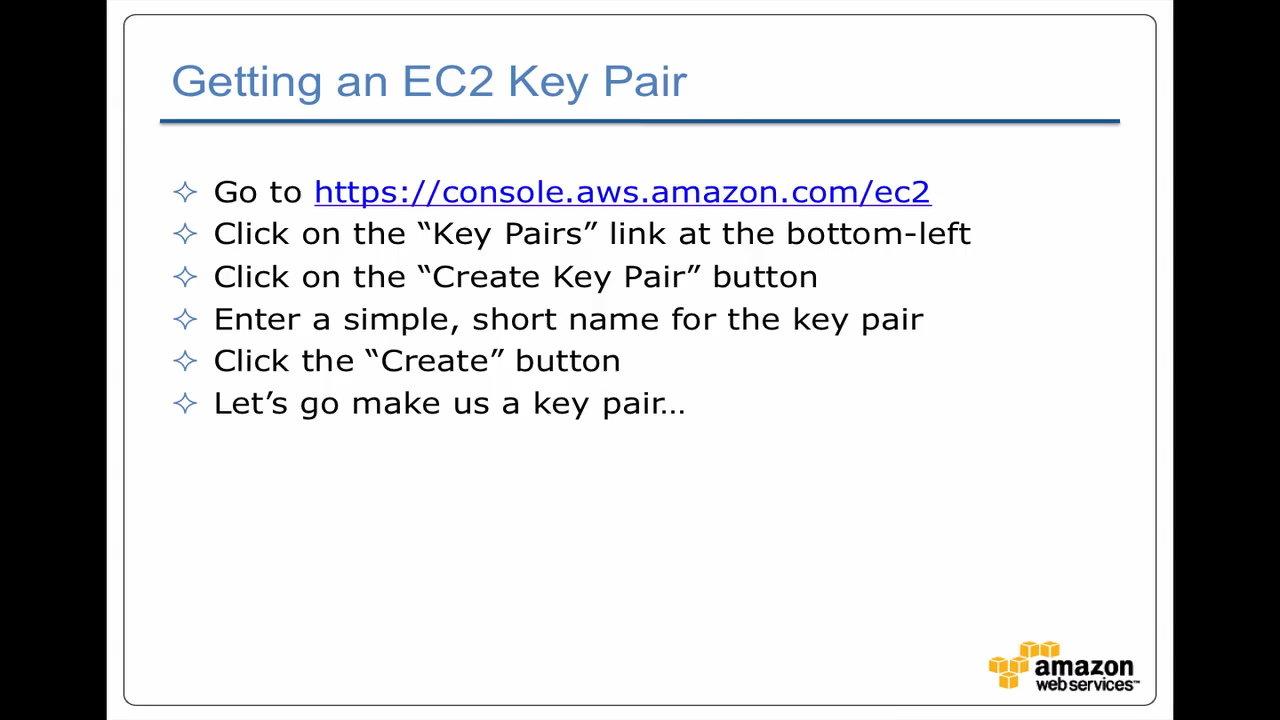 Getting an EC2 Key Pair
Go to https://console.aws.amazon.com/ec2
Click on the “Key Pairs” link at the bottom-left
Click on the “Create Key Pair” button
Enter a simple, short name for the key pair
Click the “Create” button
Let’s go make us a key pair…
amazon
webservices™